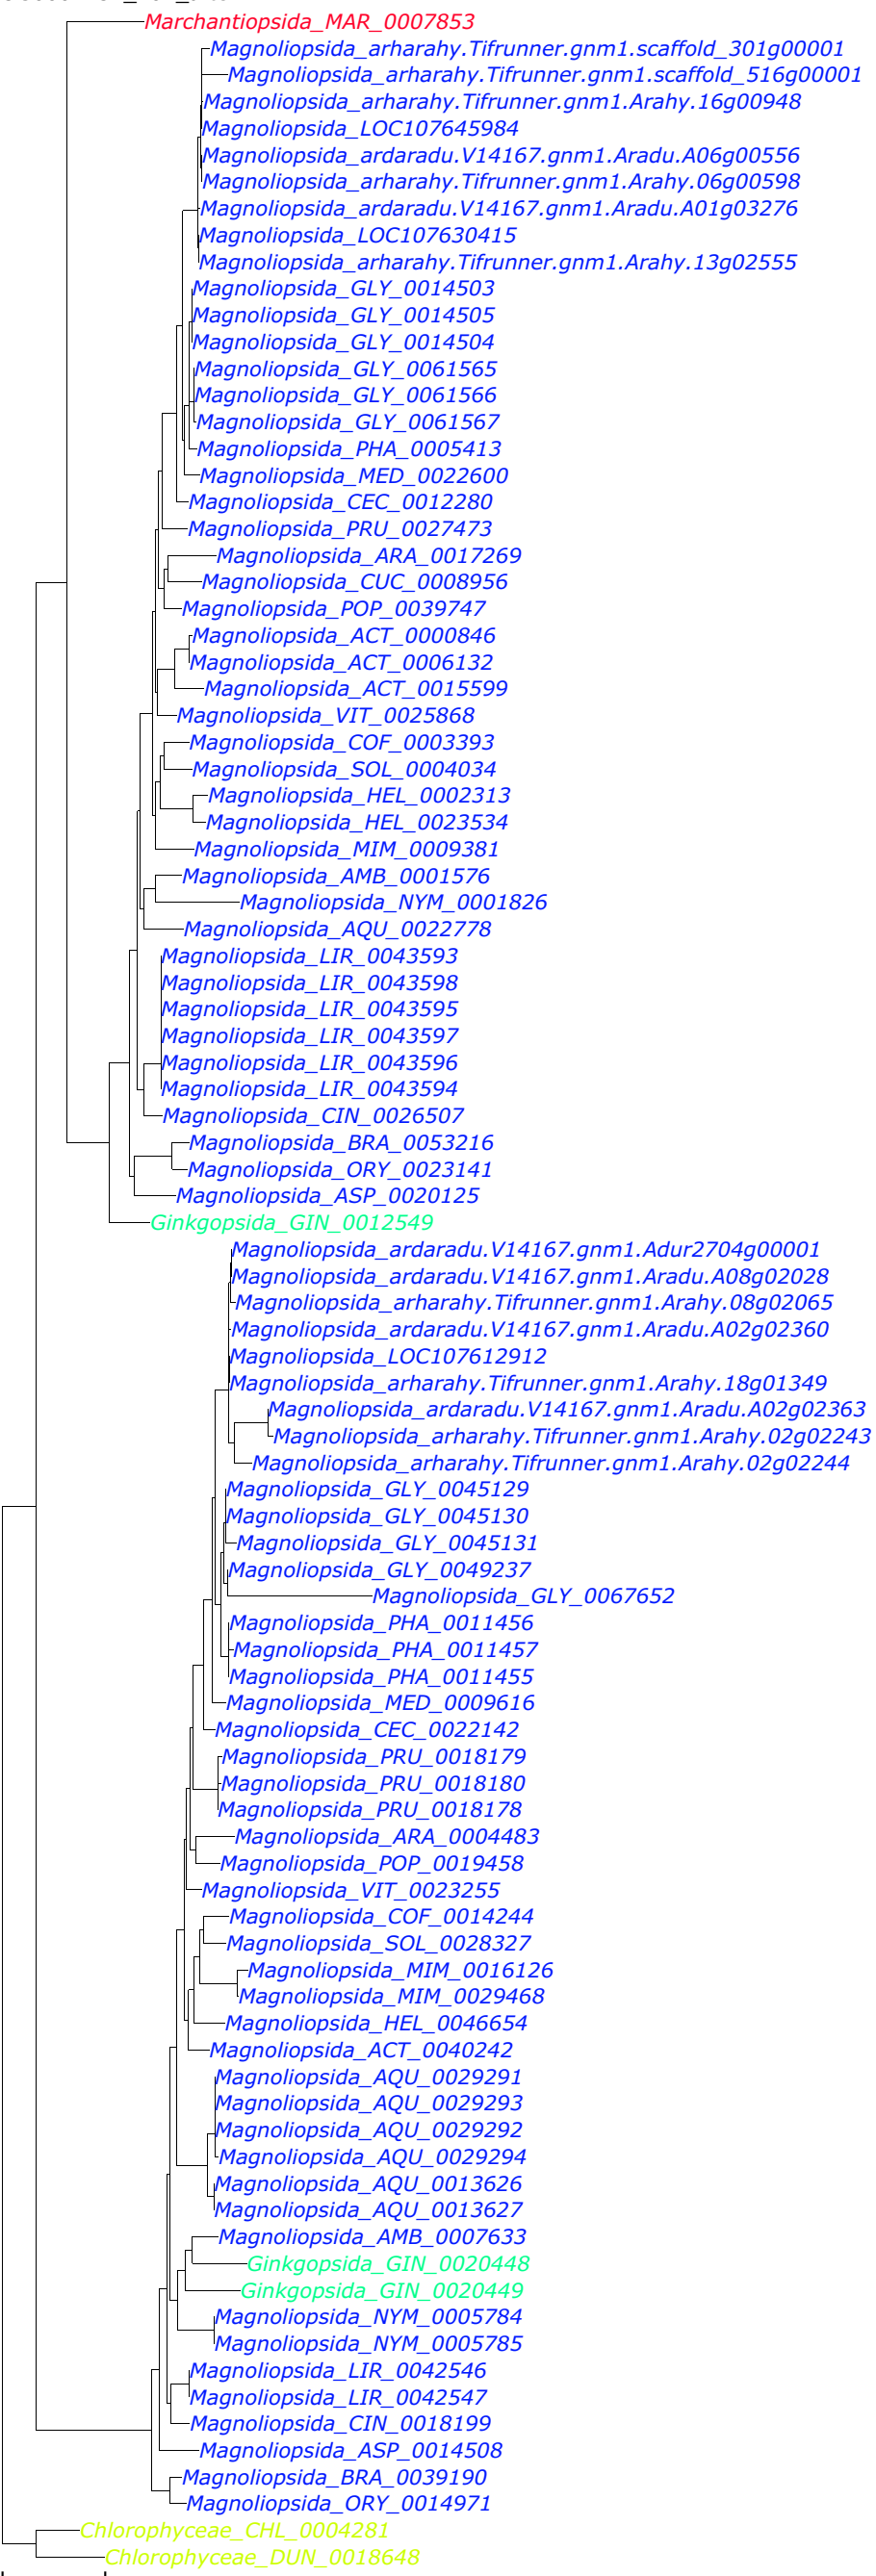 Marchantiopsida_MAR_0007853
Magnoliopsida_arharahy.Tifrunner.gnm1.scaffold_301g00001
Magnoliopsida_arharahy.Tifrunner.gnm1.scaffold_516g00001
Magnoliopsida_arharahy.Tifrunner.gnm1.Arahy.16g00948
Magnoliopsida_LOC107645984
Magnoliopsida_ardaradu.V14167.gnm1.Aradu.A06g00556
Magnoliopsida_arharahy.Tifrunner.gnm1.Arahy.06g00598
Magnoliopsida_ardaradu.V14167.gnm1.Aradu.A01g03276
Magnoliopsida_LOC107630415
Magnoliopsida_arharahy.Tifrunner.gnm1.Arahy.13g02555
Magnoliopsida_GLY_0014503
Magnoliopsida_GLY_0014505
Magnoliopsida_GLY_0014504
Magnoliopsida_GLY_0061565
Magnoliopsida_GLY_0061566
Magnoliopsida_GLY_0061567
Magnoliopsida_PHA_0005413
Magnoliopsida_MED_0022600
Magnoliopsida_CEC_0012280
Magnoliopsida_PRU_0027473
Magnoliopsida_ARA_0017269
Magnoliopsida_CUC_0008956
Magnoliopsida_POP_0039747
Magnoliopsida_ACT_0000846
Magnoliopsida_ACT_0006132
Magnoliopsida_ACT_0015599
Magnoliopsida_VIT_0025868
Magnoliopsida_COF_0003393
Magnoliopsida_SOL_0004034
Magnoliopsida_HEL_0002313
Magnoliopsida_HEL_0023534
Magnoliopsida_MIM_0009381
Magnoliopsida_AMB_0001576
Magnoliopsida_NYM_0001826
Magnoliopsida_AQU_0022778
Magnoliopsida_LIR_0043593
Magnoliopsida_LIR_0043598
Magnoliopsida_LIR_0043595
Magnoliopsida_LIR_0043597
Magnoliopsida_LIR_0043596
Magnoliopsida_LIR_0043594
Magnoliopsida_CIN_0026507
Magnoliopsida_BRA_0053216
Magnoliopsida_ORY_0023141
Magnoliopsida_ASP_0020125
Ginkgopsida_GIN_0012549
Magnoliopsida_ardaradu.V14167.gnm1.Adur2704g00001
Magnoliopsida_ardaradu.V14167.gnm1.Aradu.A08g02028
Magnoliopsida_arharahy.Tifrunner.gnm1.Arahy.08g02065
Magnoliopsida_ardaradu.V14167.gnm1.Aradu.A02g02360
Magnoliopsida_LOC107612912
Magnoliopsida_arharahy.Tifrunner.gnm1.Arahy.18g01349
Magnoliopsida_ardaradu.V14167.gnm1.Aradu.A02g02363
Magnoliopsida_arharahy.Tifrunner.gnm1.Arahy.02g02243
Magnoliopsida_arharahy.Tifrunner.gnm1.Arahy.02g02244
Magnoliopsida_GLY_0045129
Magnoliopsida_GLY_0045130
Magnoliopsida_GLY_0045131
Magnoliopsida_GLY_0049237
Magnoliopsida_GLY_0067652
Magnoliopsida_PHA_0011456
Magnoliopsida_PHA_0011457
Magnoliopsida_PHA_0011455
Magnoliopsida_MED_0009616
Magnoliopsida_CEC_0022142
Magnoliopsida_PRU_0018179
Magnoliopsida_PRU_0018180
Magnoliopsida_PRU_0018178
Magnoliopsida_ARA_0004483
Magnoliopsida_POP_0019458
Magnoliopsida_VIT_0023255
Magnoliopsida_COF_0014244
Magnoliopsida_SOL_0028327
Magnoliopsida_MIM_0016126
Magnoliopsida_MIM_0029468
Magnoliopsida_HEL_0046654
Magnoliopsida_ACT_0040242
Magnoliopsida_AQU_0029291
Magnoliopsida_AQU_0029293
Magnoliopsida_AQU_0029292
Magnoliopsida_AQU_0029294
Magnoliopsida_AQU_0013626
Magnoliopsida_AQU_0013627
Magnoliopsida_AMB_0007633
Ginkgopsida_GIN_0020448
Ginkgopsida_GIN_0020449
Magnoliopsida_NYM_0005784
Magnoliopsida_NYM_0005785
Magnoliopsida_LIR_0042546
Magnoliopsida_LIR_0042547
Magnoliopsida_CIN_0018199
Magnoliopsida_ASP_0014508
Magnoliopsida_BRA_0039190
Magnoliopsida_ORY_0014971
Chlorophyceae_CHL_0004281
Chlorophyceae_DUN_0018648